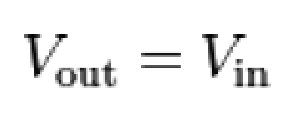 V_out = V_in